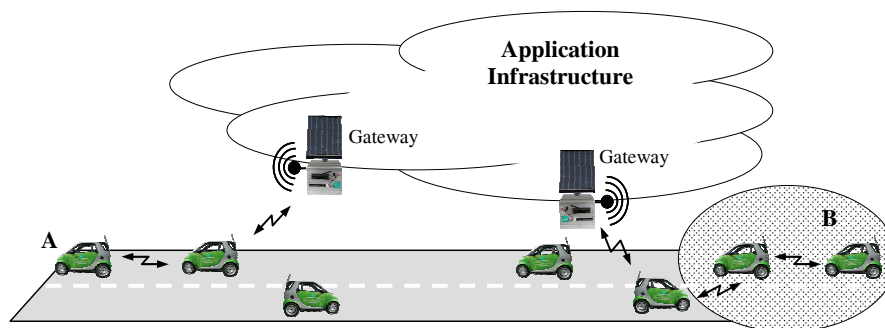 Application
Infrastructure
Gateway
Gateway
A
B